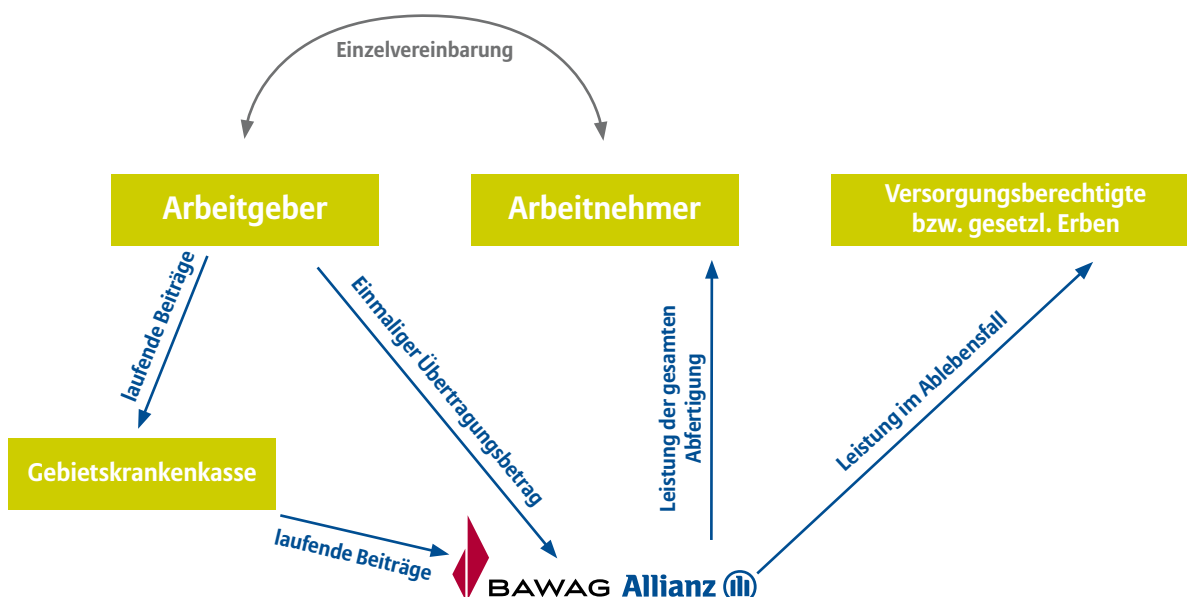 Einzelvereinbarung
Arbeitgeber
Arbeitnehmer
Versorgungsberechtigte
bzw. gesetzl. Erben
laufende Beiträge
Einmaliger Übertragungsbetrag
Leistung der gesamten
Abfertigung
Leistung im Ablebensfall
Gebietskrankenkasse
laufende Beiträge
BAWAG Allianz